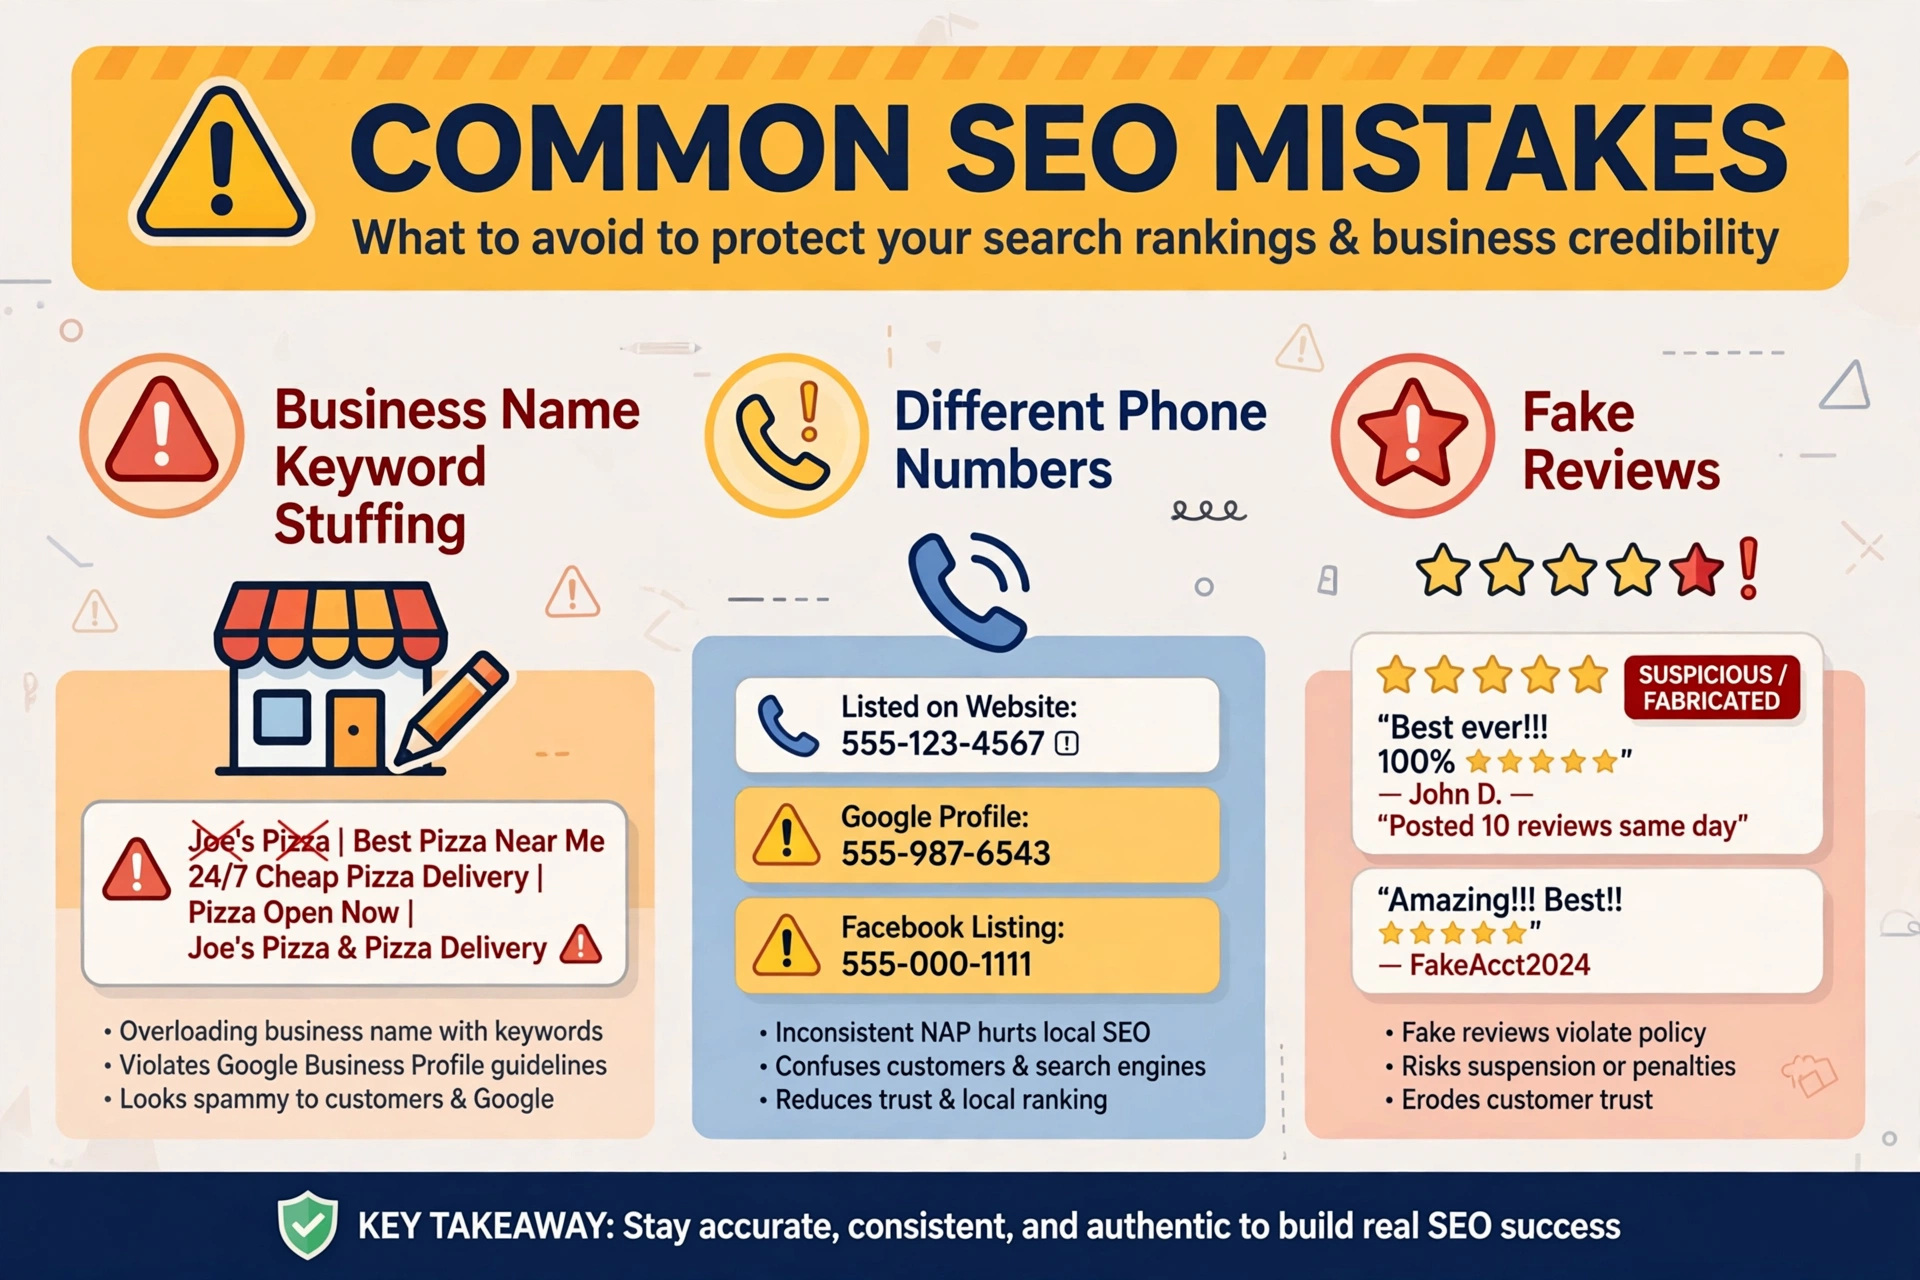 COMMON SEO MISTAKES
What to avoid to protect your search rankings & business credibility
Business Name
Keyword
Stuffing
Joe's Pizza | Best Pizza Near Me
24/7 Cheap Pizza Delivery |
Pizza Open Now |
Joe's Pizza & Pizza Delivery
• Overloading business name with keywords
• Violates Google Business Profile guidelines
• Looks spammy to customers & Google
Different Phone
Numbers
Listed on Website:
555-123-4567
Google Profile:
555-987-6543
Facebook Listing:
555-000-1111
• Inconsistent NAP hurts local SEO
• Confuses customers & search engines
• Reduces trust & local ranking
Fake
Reviews
SUSPICIOUS /
FABRICATED
“Best ever!!!
100% ★★★★★”
— John D. —
“Posted 10 reviews same day”
“Amazing!!! Best!!
★★★★★”
— FakeAcct2024
• Fake reviews violate policy
• Risks suspension or penalties
• Erodes customer trust
KEY TAKEAWAY: Stay accurate, consistent, and authentic to build real SEO success